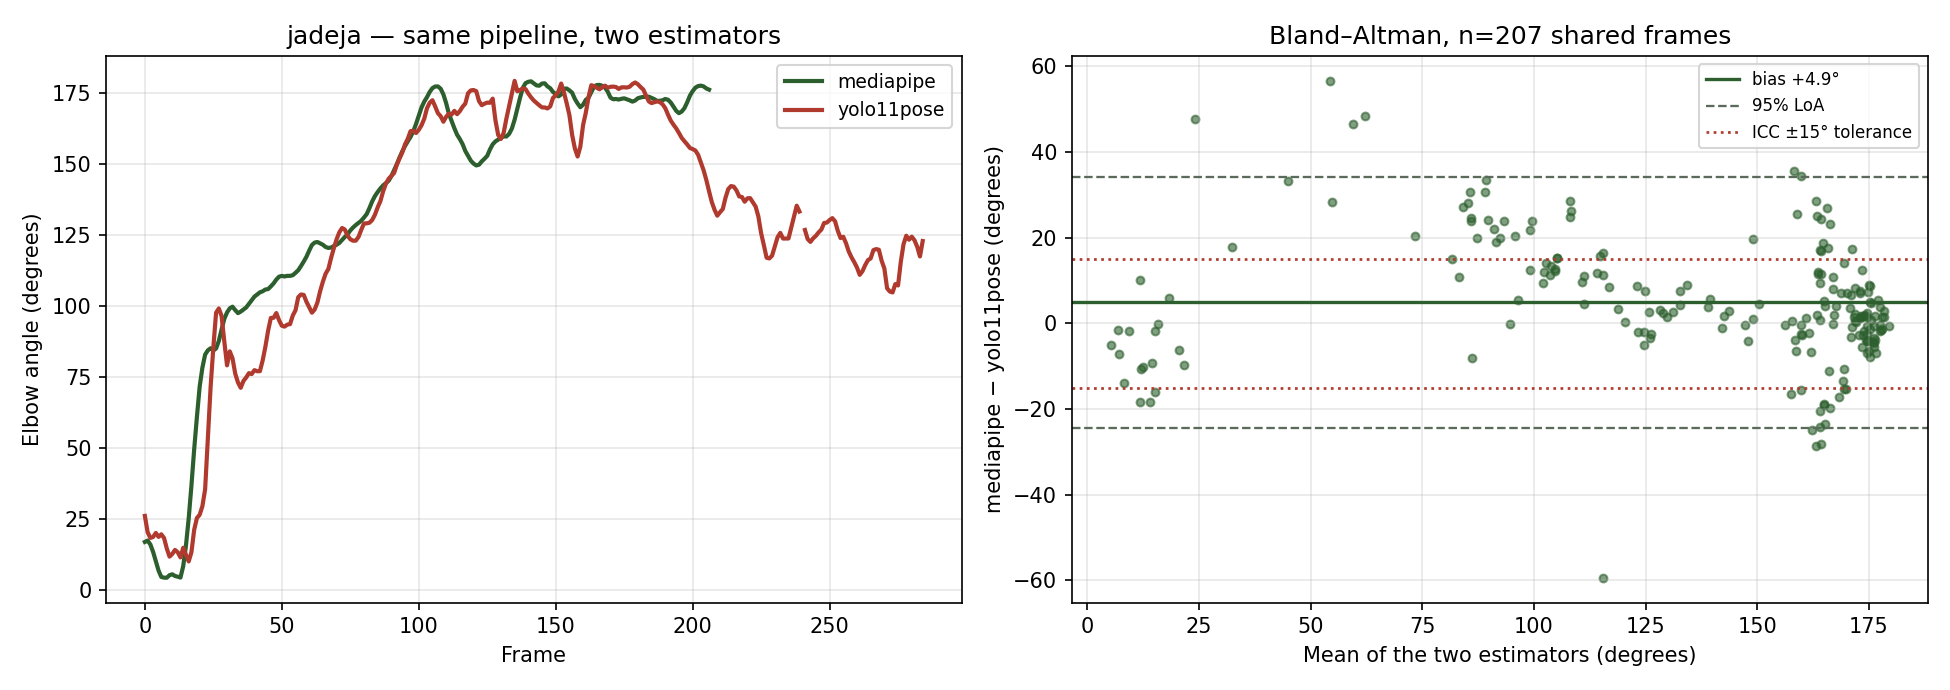 jadeja — same pipeline, two estimators
mediapipe
yolo11pose
Elbow angle (degrees)
175
150
125
100
75
50
25
0
0 50 100 150 200 250
Frame
Bland–Altman, n=207 shared frames
bias +4.9°
95% LoA
ICC ±15° tolerance
mediapipe − yolo11pose (degrees)
60
40
20
0
−20
−40
−60
0 25 50 75 100 125 150 175
Mean of the two estimators (degrees)